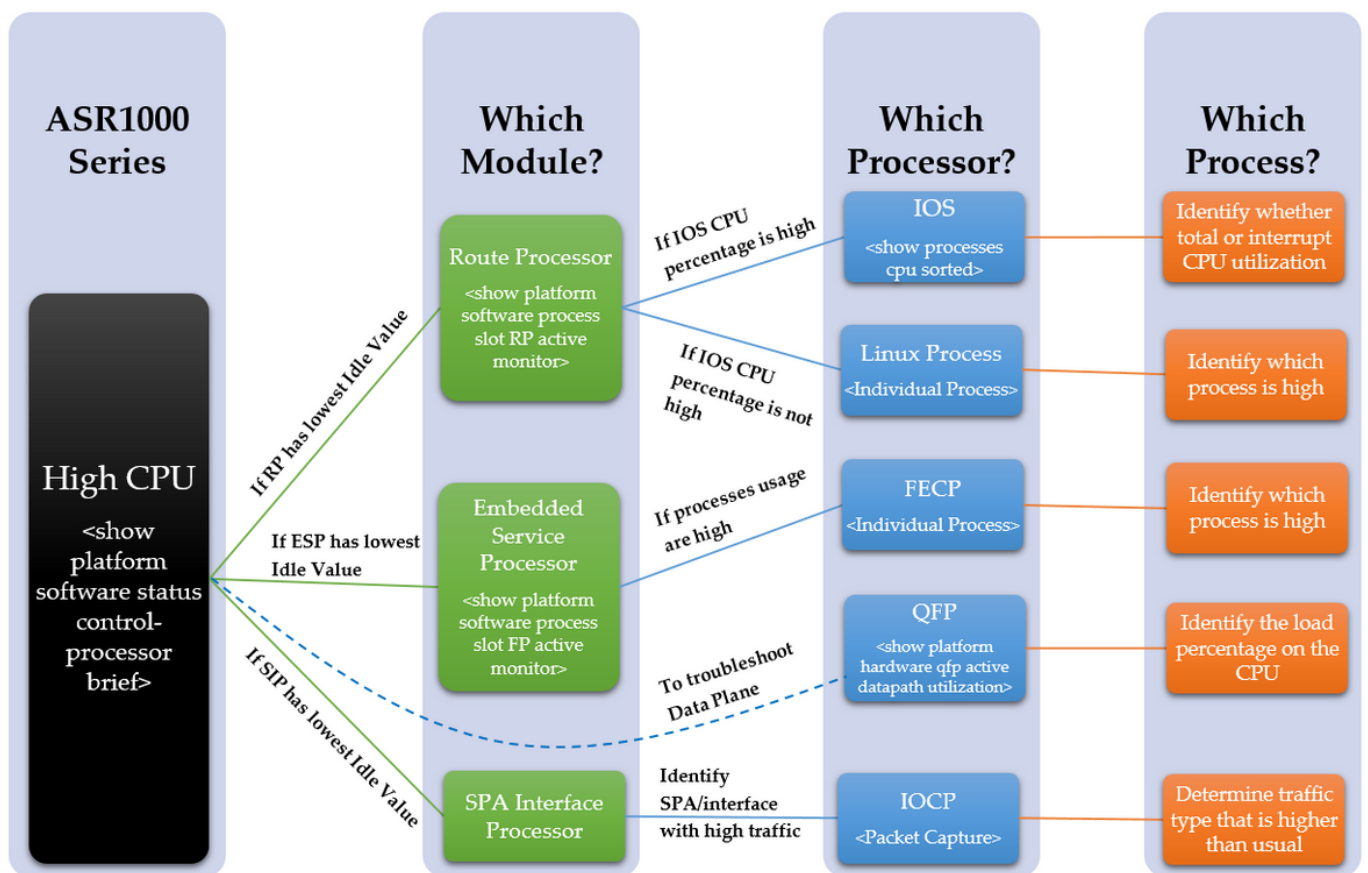 ASR1000
Series
High CPU
<show
platform
software status
control-
processor
brief>
If RP has lowest Idle Value
If ESP has lowest
Idle Value
If SIP has lowest Idle Value
Which
Module?
Route Processor
<show platform
software process
slot RP active
monitor>
Embedded
Service
Processor
<show platform
software process
slot FP active
monitor>
SPA Interface
Processor
If IOS CPU
percentage is high
If IOS CPU
percentage is not
high
If processes usage
are high
To troubleshoot
Data Plane
Identify
SPA/interface
with high traffic
Which
Processor?
IOS
<show processes
cpu sorted>
Linux Process
<Individual Process>
FECP
<Individual Process>
QFP
<show platform
hardware qfp active
datapath utilization>
IOCP
<Packet Capture>
Which
Process?
Identify whether
total or interrupt
CPU utilization
Identify which
process is high
Identify which
process is high
Identify the load
percentage on the
CPU
Determine traffic
type that is higher
than usual